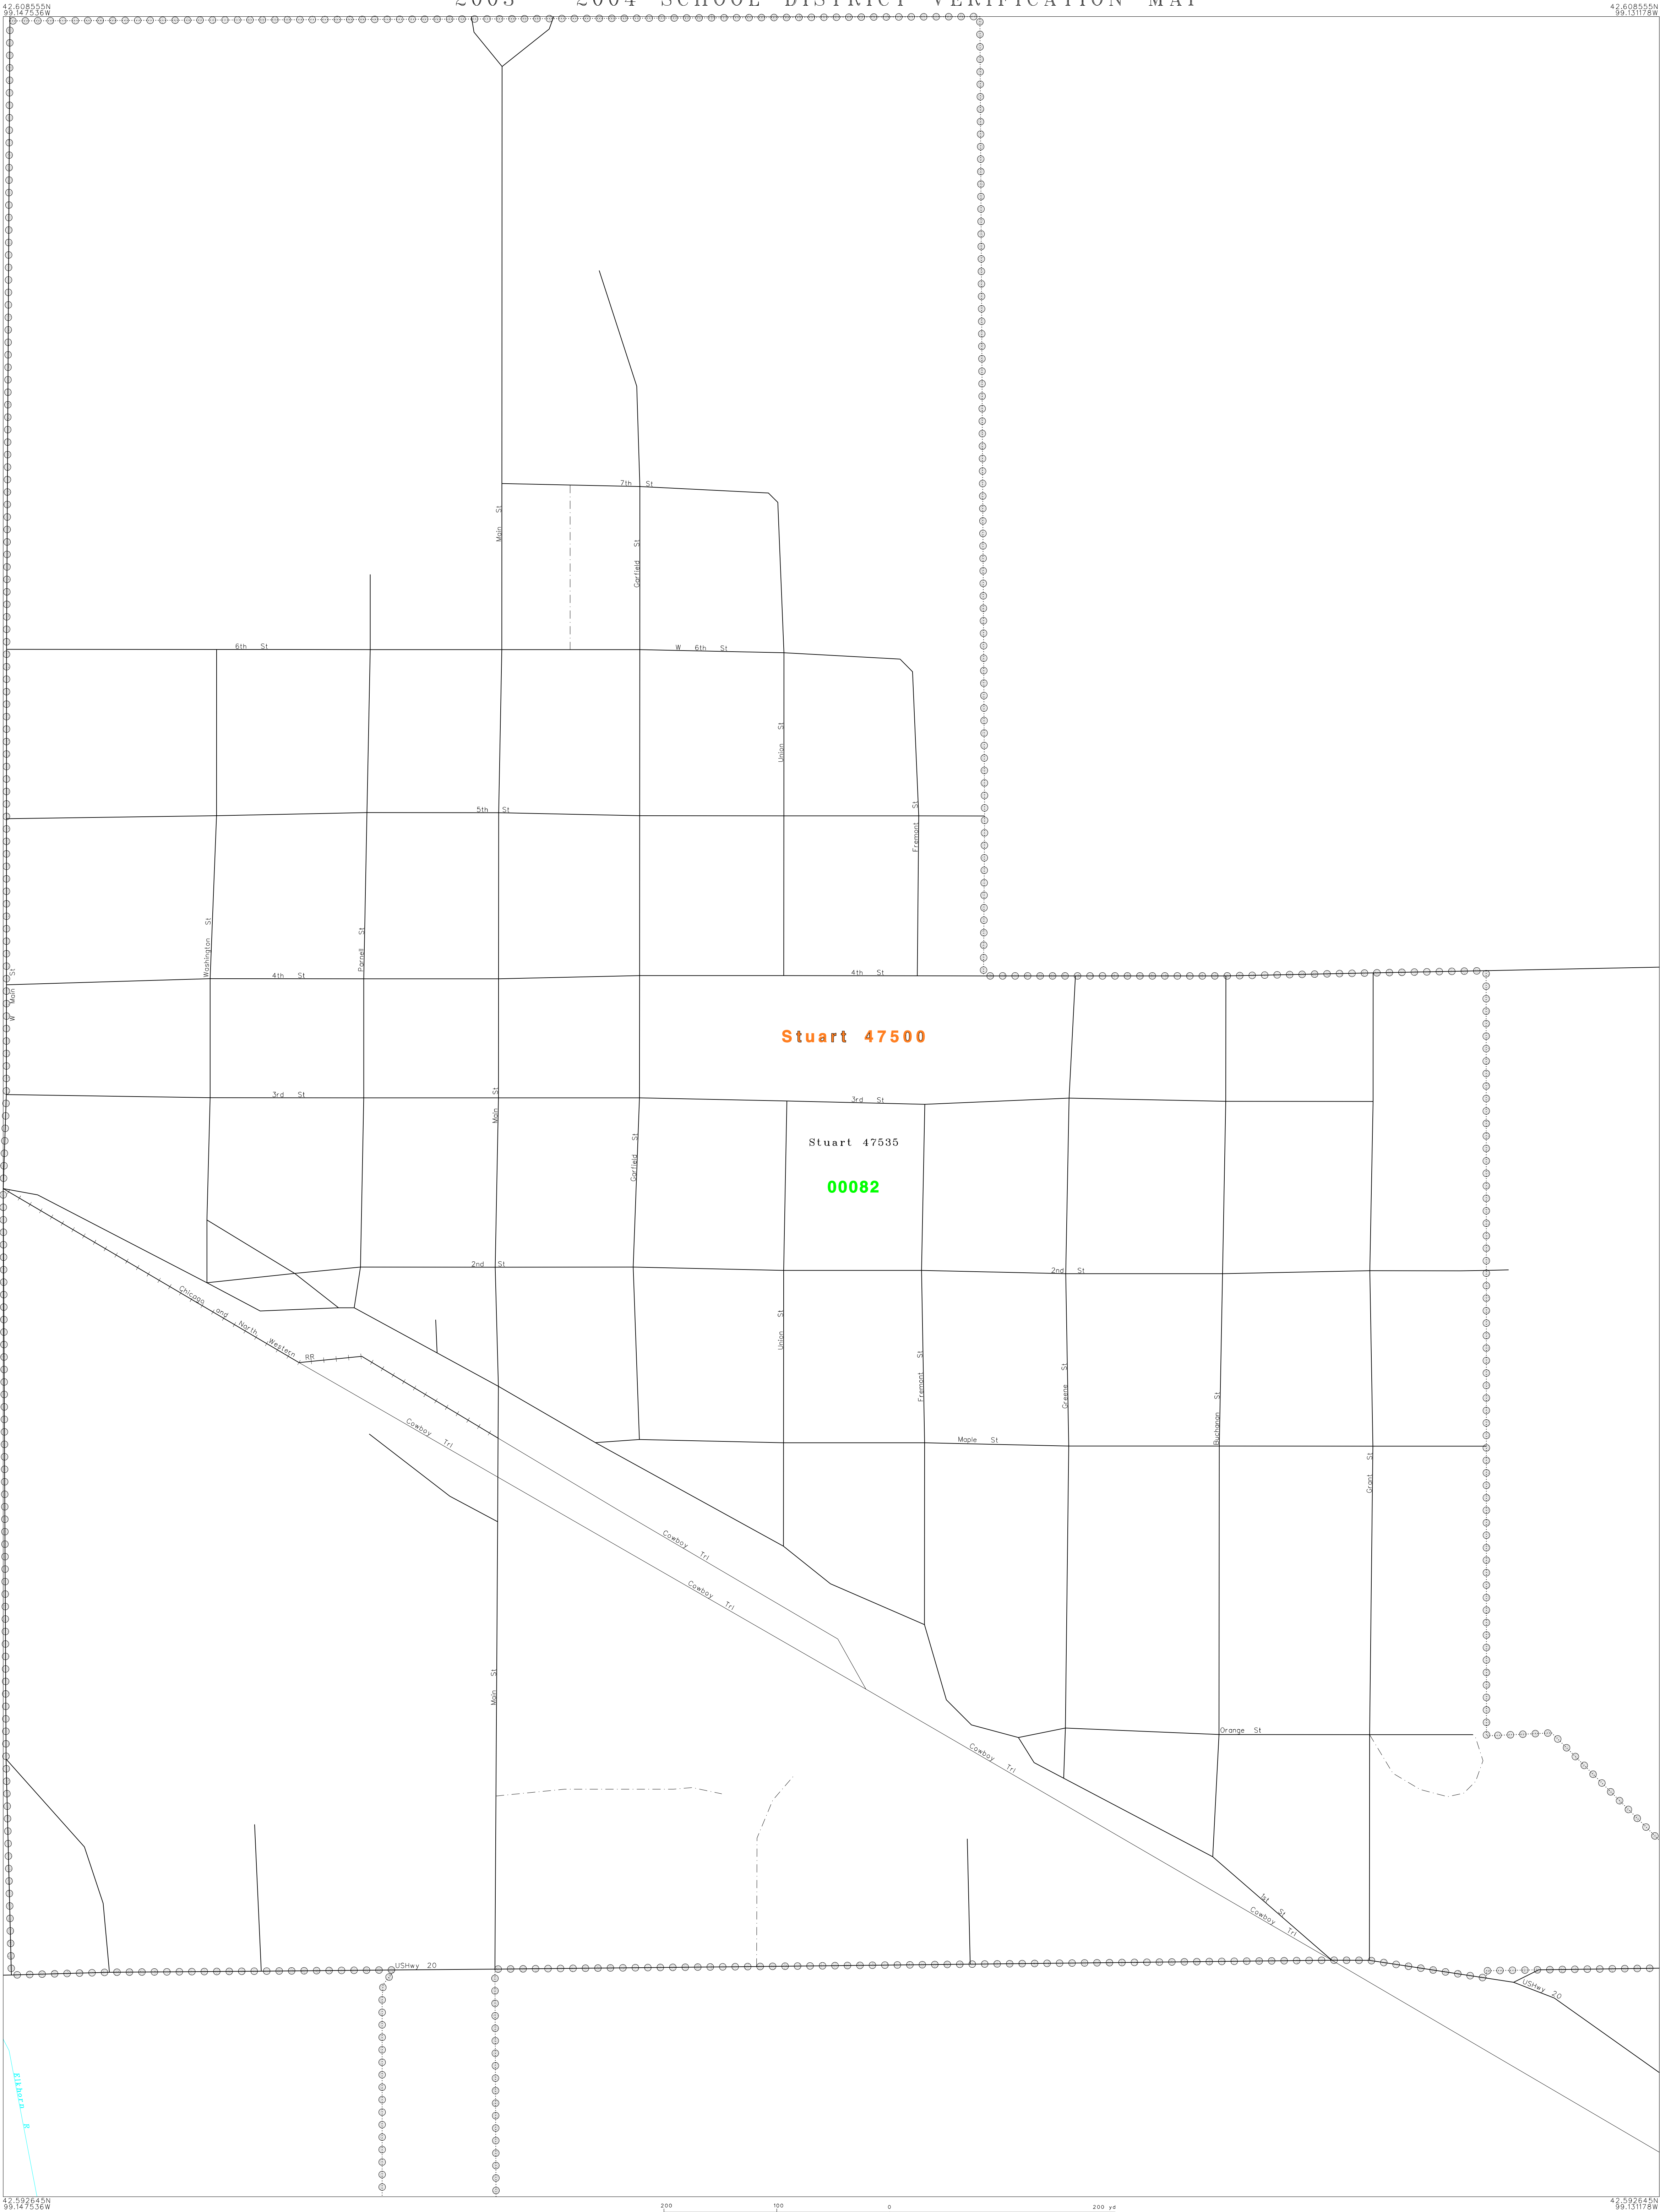 2003 2004 SCHOOL DISTRICT VERIFICATION MAP
42.608555N
99.147536W
42.608555N
99.131178W
7th St
Main St
Garfield St
6th St
W 6th St
Union St
5th St
Fremont St
Washington St
Parnell St
W Main St
4th St
4th St
Stuart 47500
3rd St
Main St
3rd St
Stuart 47535
Garfield St
00082
2nd St
2nd St
Chicago and North Western RR
Union St
Fremont St
Greene St
Buchanan St
Cowboy Trl
Maple St
Grant St
Cowboy Trl
Cowboy Trl
Main St
Orange St
Cowboy Trl
1st St
Cowboy Trl
USHwy 20
USHwy 20
Elkhorn R
42.592645N
99.147536W
200 100 0 200 yd
42.592645N
99.131178W